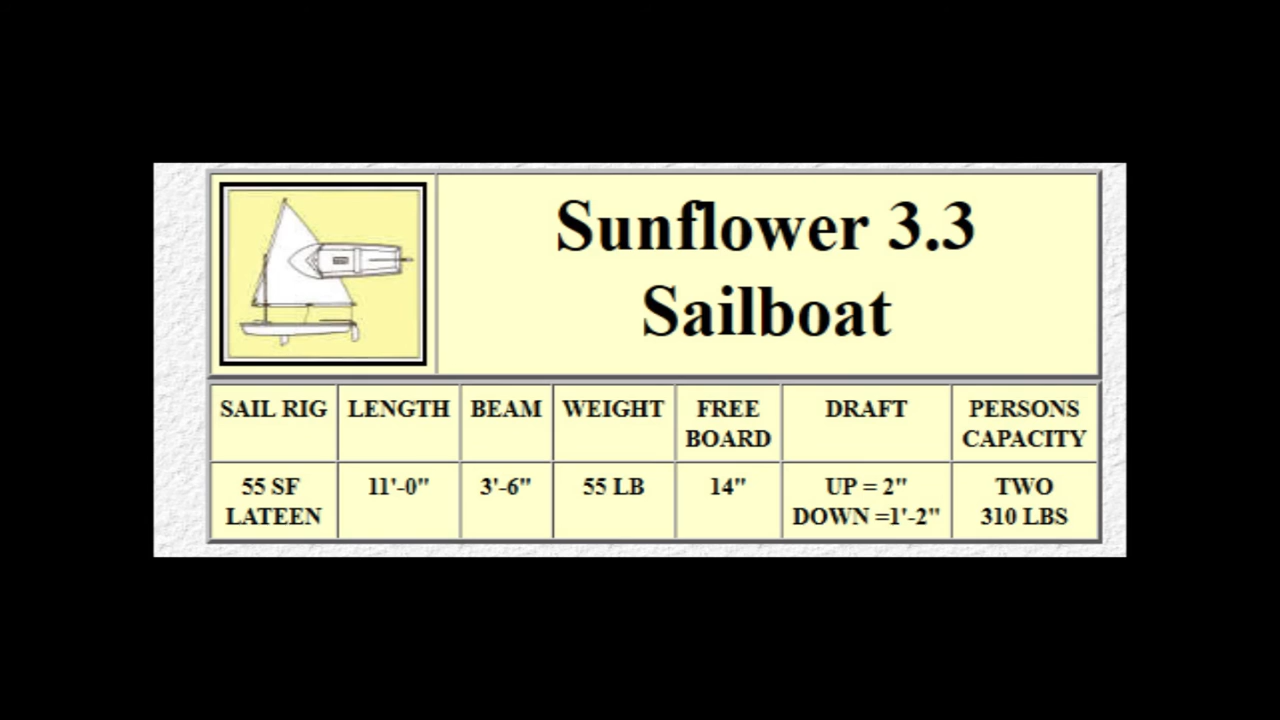 Sunflower 3.3
Sailboat
SAIL RIG LENGTH BEAM WEIGHT FREE BOARD DRAFT PERSONS CAPACITY
55 SF LATEEN 11'-0" 3'-6" 55 LB 14" UP = 2" DOWN =1'-2" TWO 310 LBS